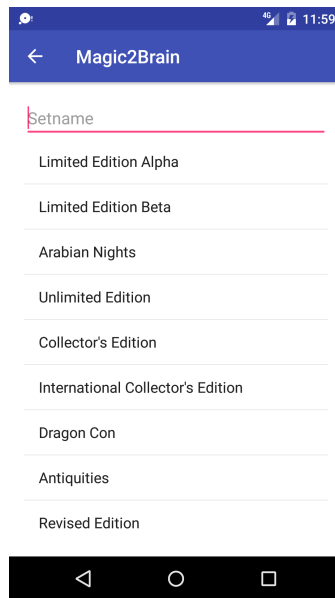 4G 11:59
Magic2Brain
Setname
Limited Edition Alpha
Limited Edition Beta
Arabian Nights
Unlimited Edition
Collector's Edition
International Collector's Edition
Dragon Con
Antiquities
Revised Edition